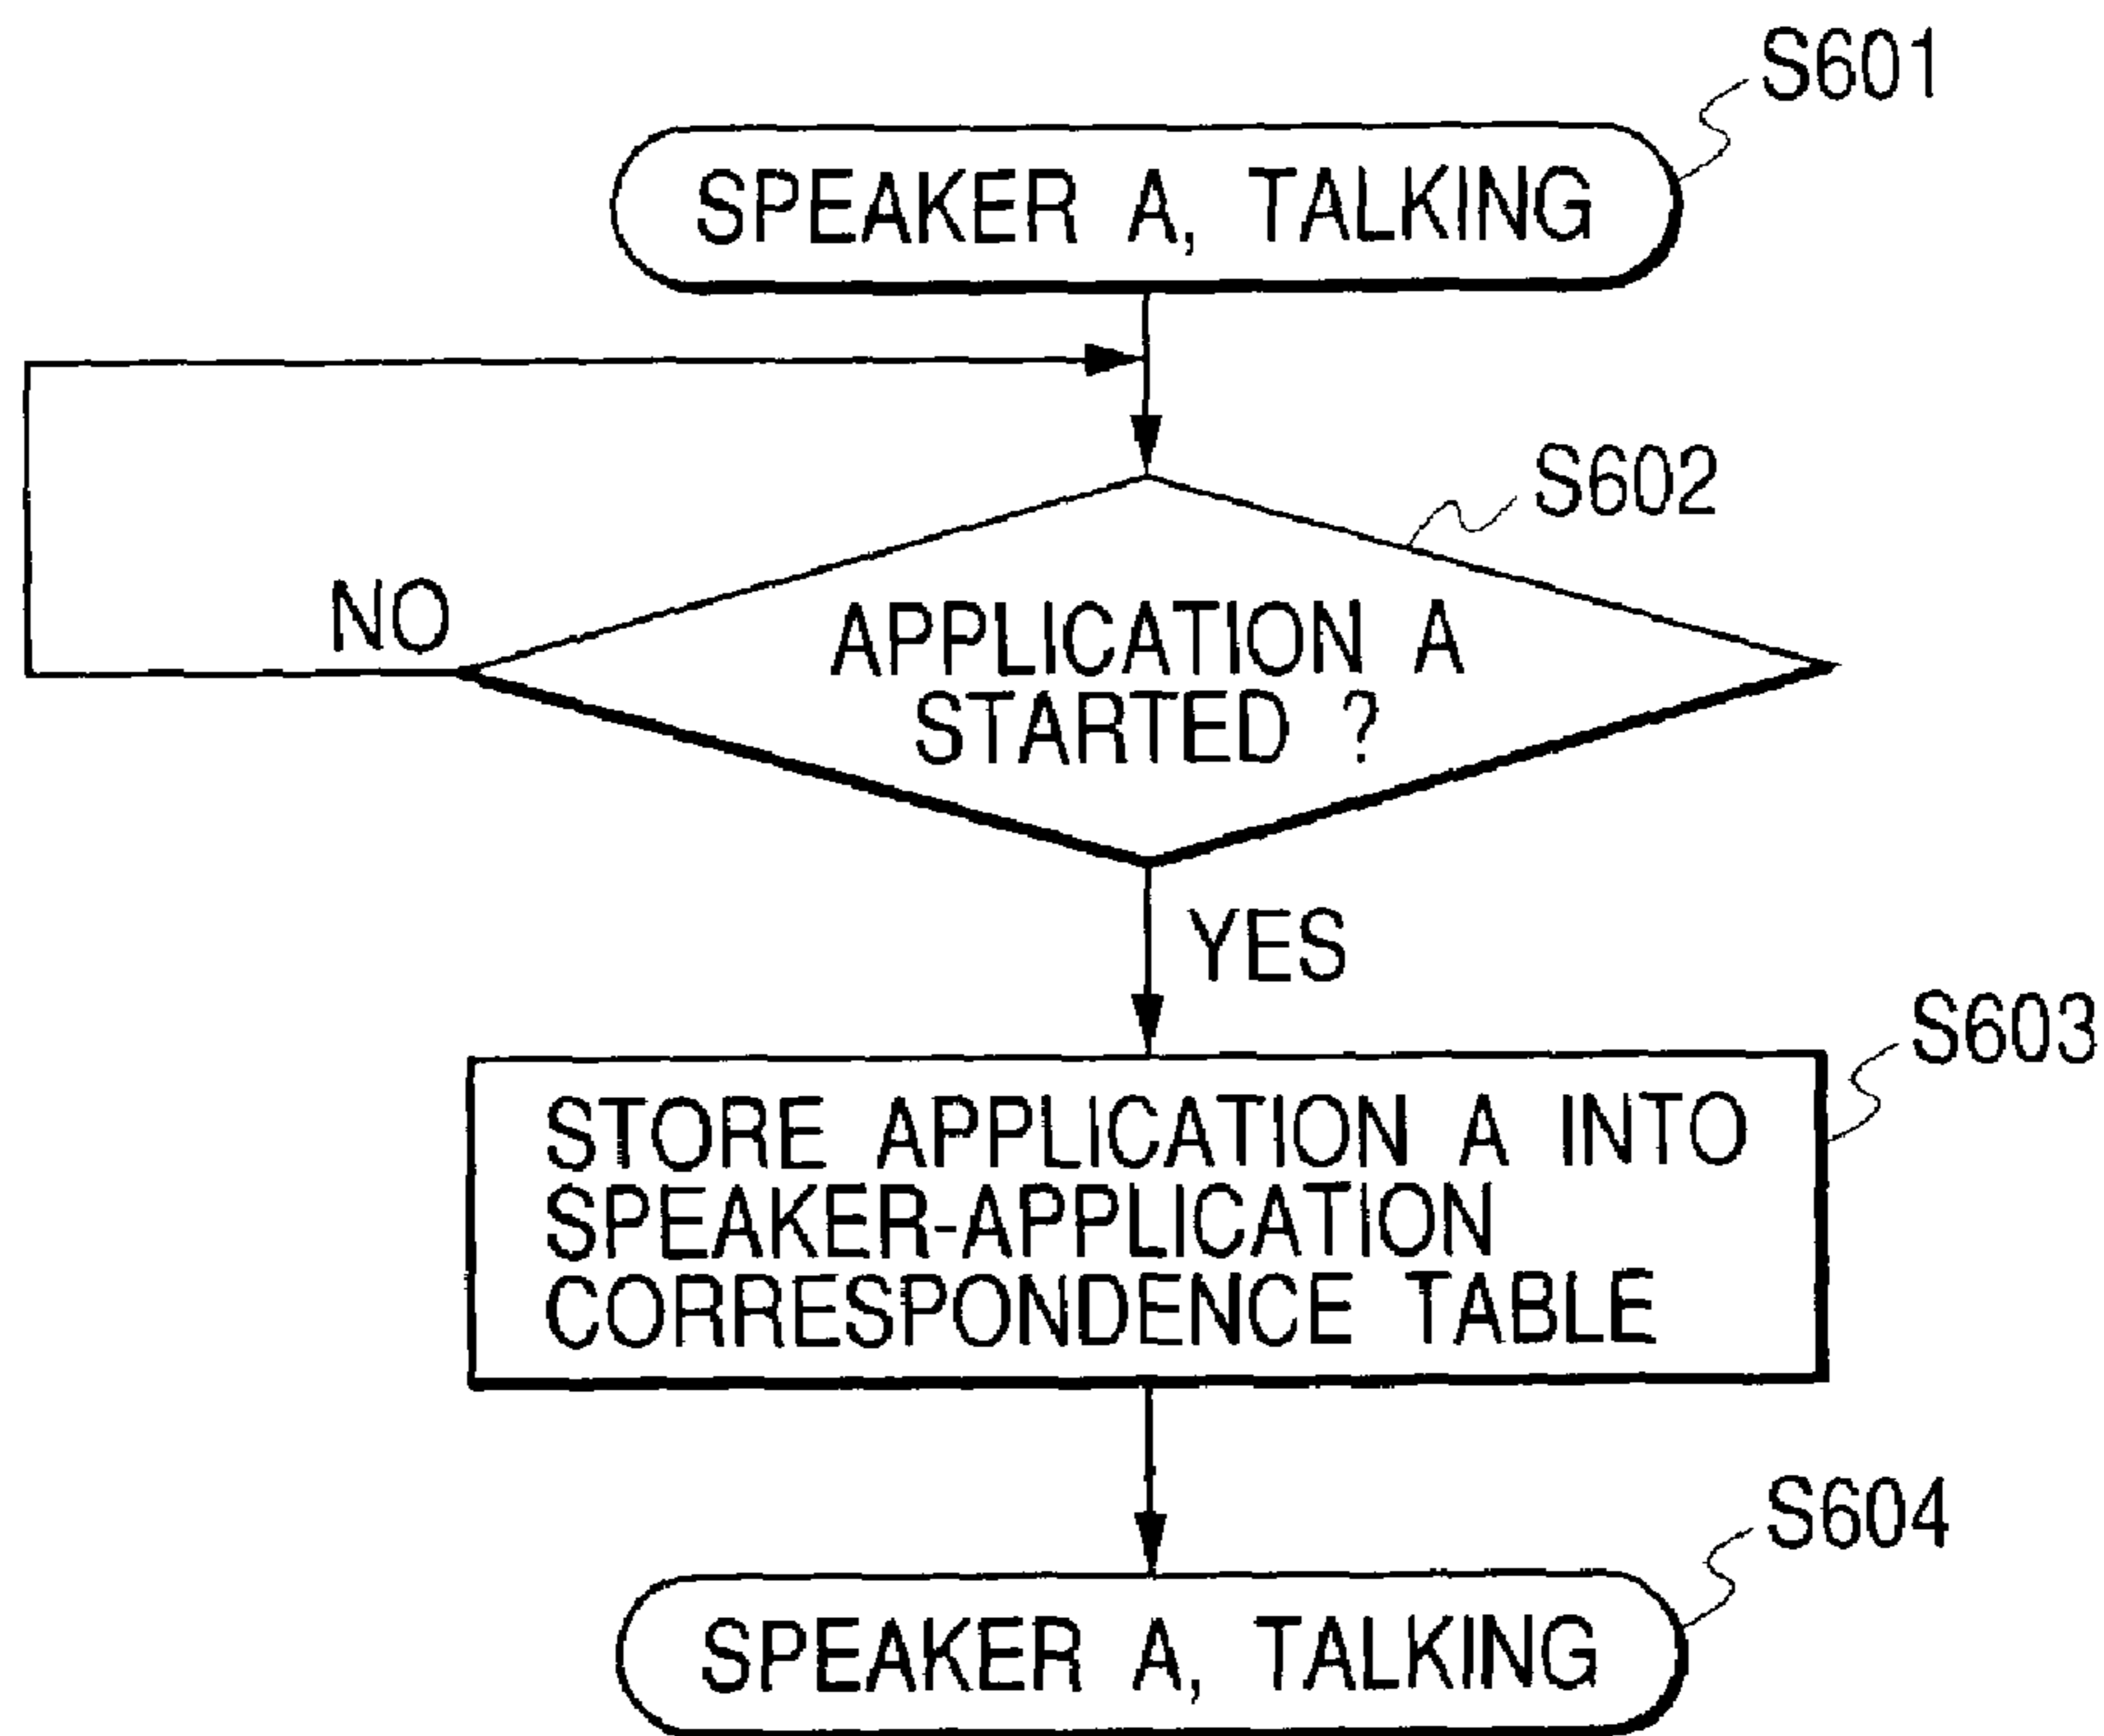 S601
SPEAKER A, TALKING
S602
NO
APPLICATION A
STARTED ?
YES
S603
STORE APPLICATION A INTO
SPEAKER-APPLICATION
CORRESPONDENCE TABLE
S604
SPEAKER A, TALKING